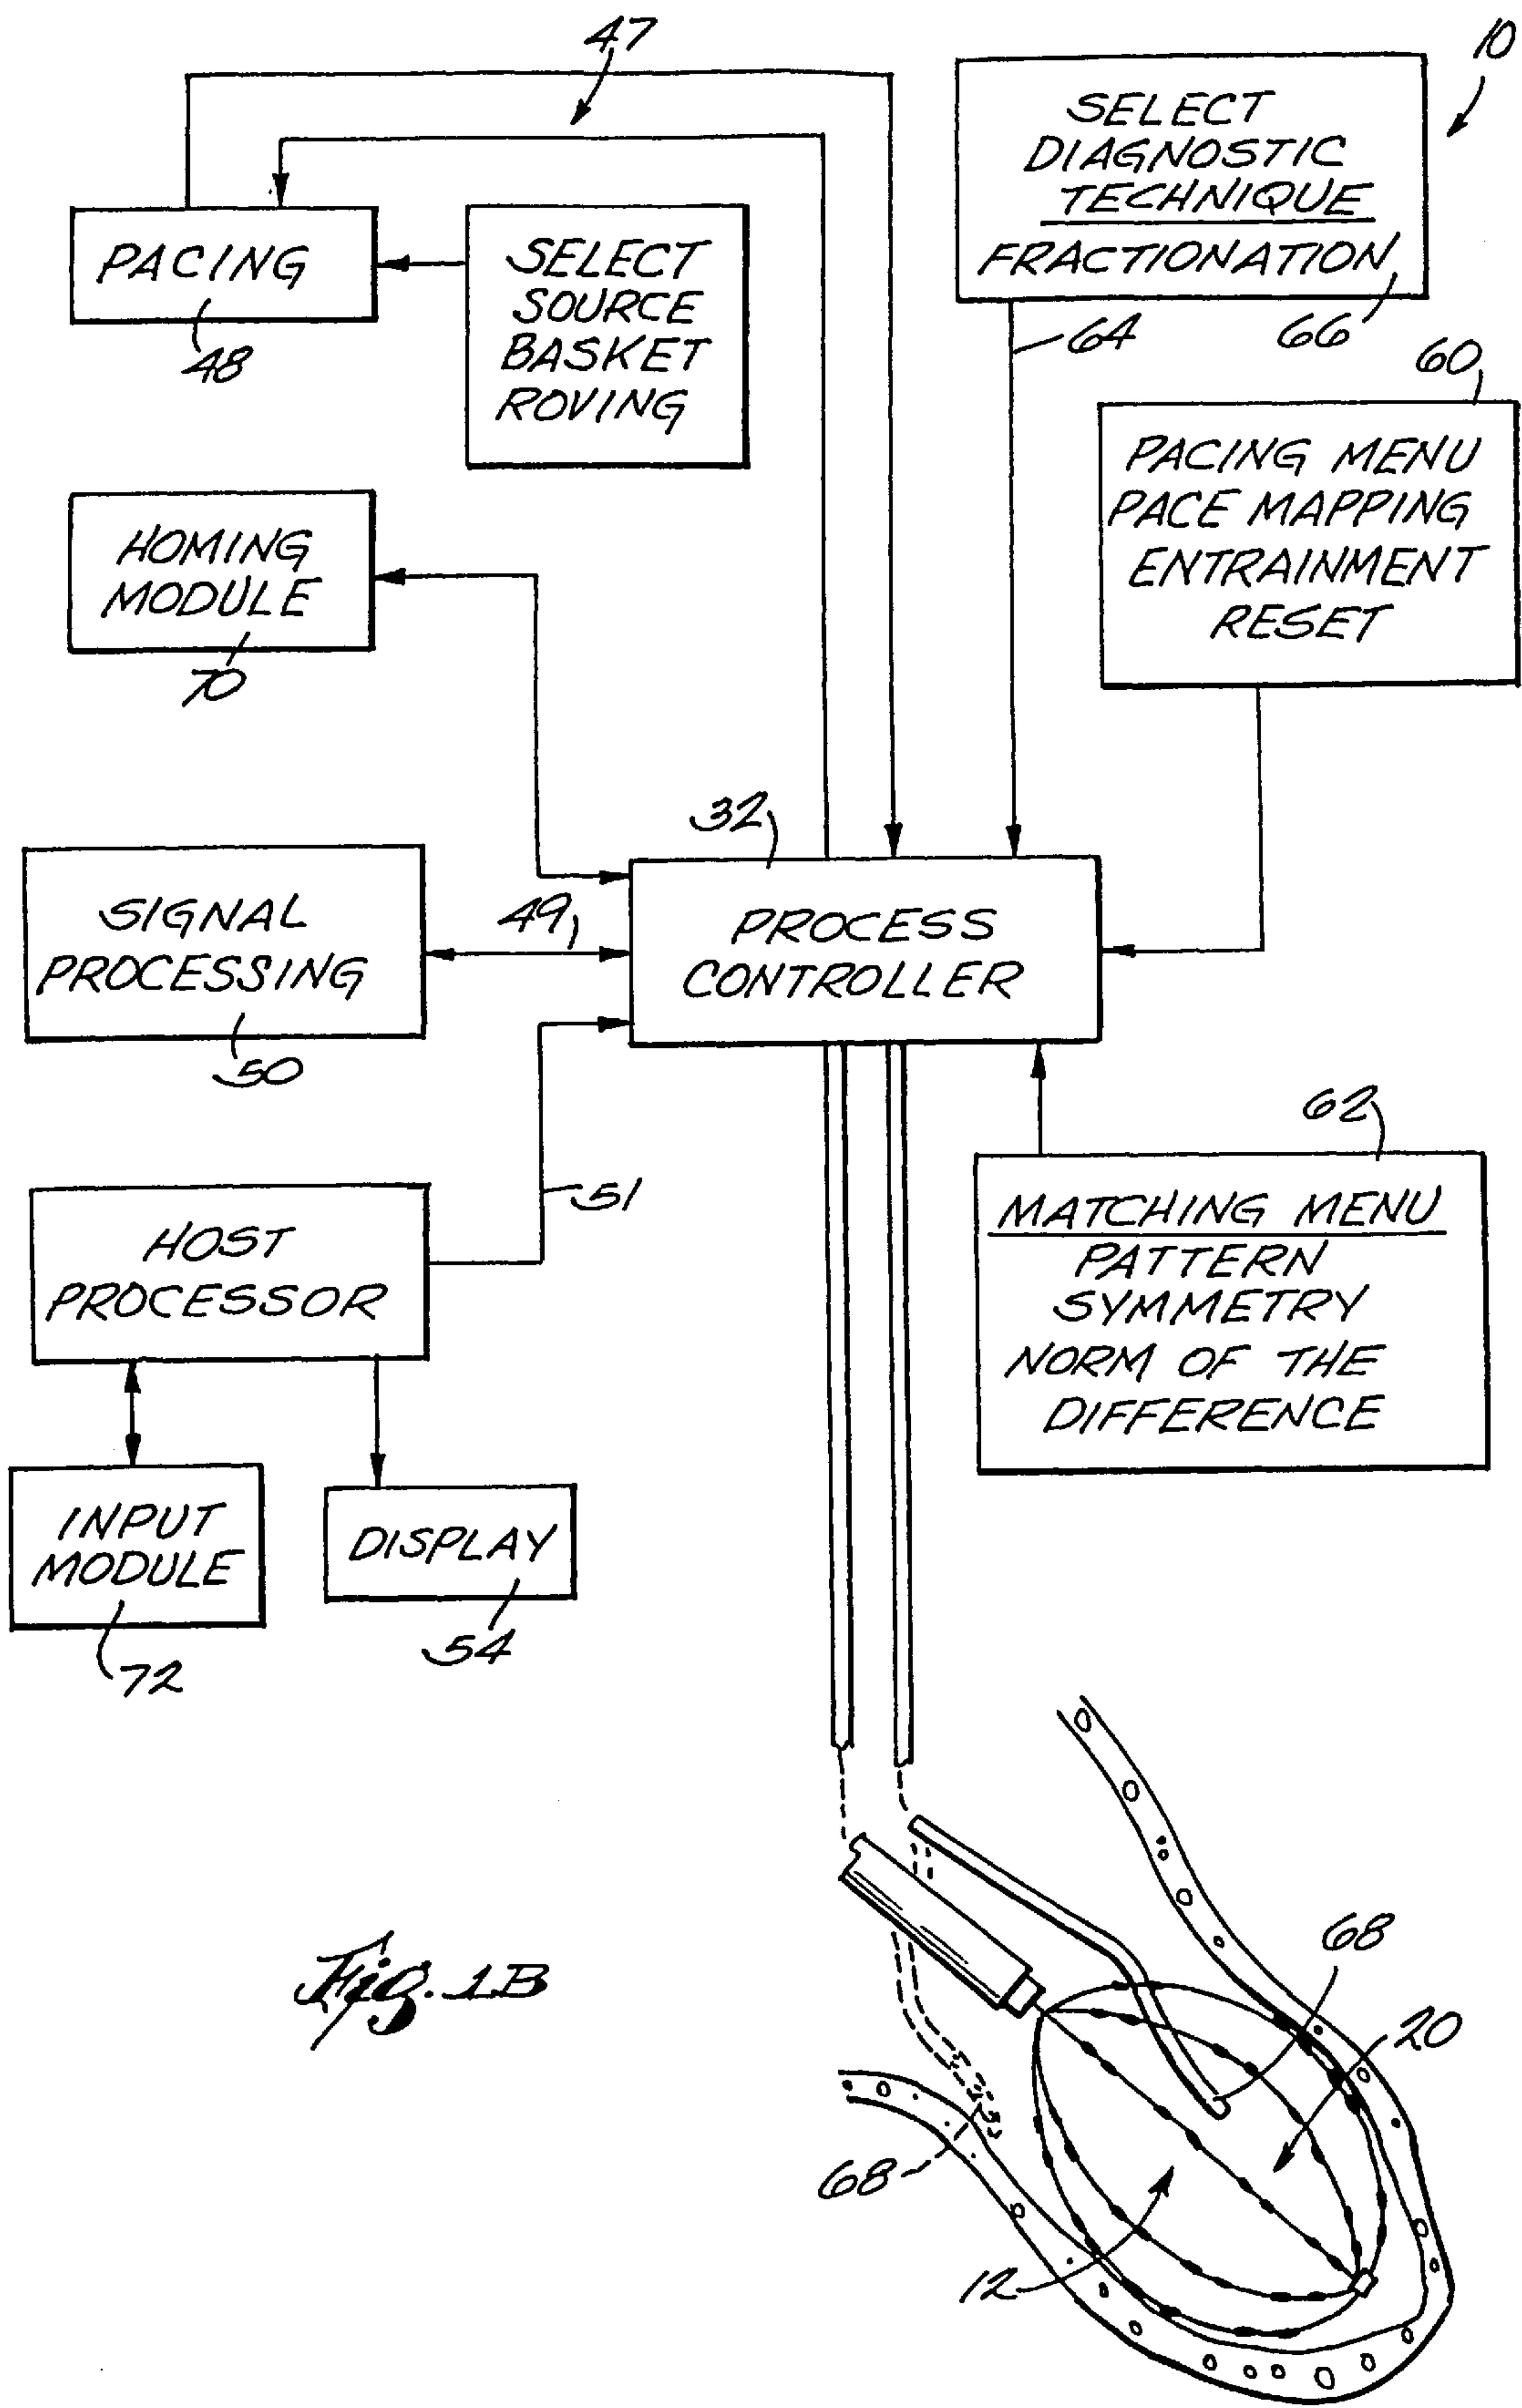 47
10
SELECT
DIAGNOSTIC
TECHNIQUE
FRACTIONATION
66
64
PACING
48
SELECT
SOURCE
BASKET
ROVING
60
PACING MENU
PACE MAPPING
ENTRAINMENT
RESET
HOMING
MODULE
70
32
PROCESS
CONTROLLER
SIGNAL
PROCESSING
50
49
51
HOST
PROCESSOR
62
MATCHING MENU
PATTERN
SYMMETRY
NORM OF THE
DIFFERENCE
INPUT
MODULE
72
DISPLAY
54
Fig. 1B
68
20
68
12